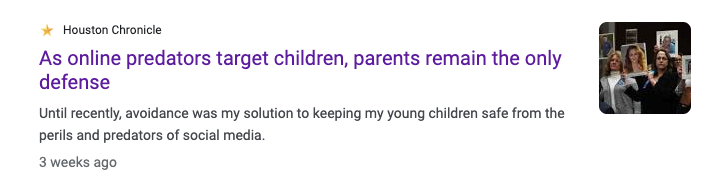 Houston Chronicle
As online predators target children, parents remain the only
defense
Until recently, avoidance was my solution to keeping my young children safe from the
perils and predators of social media.
3 weeks ago